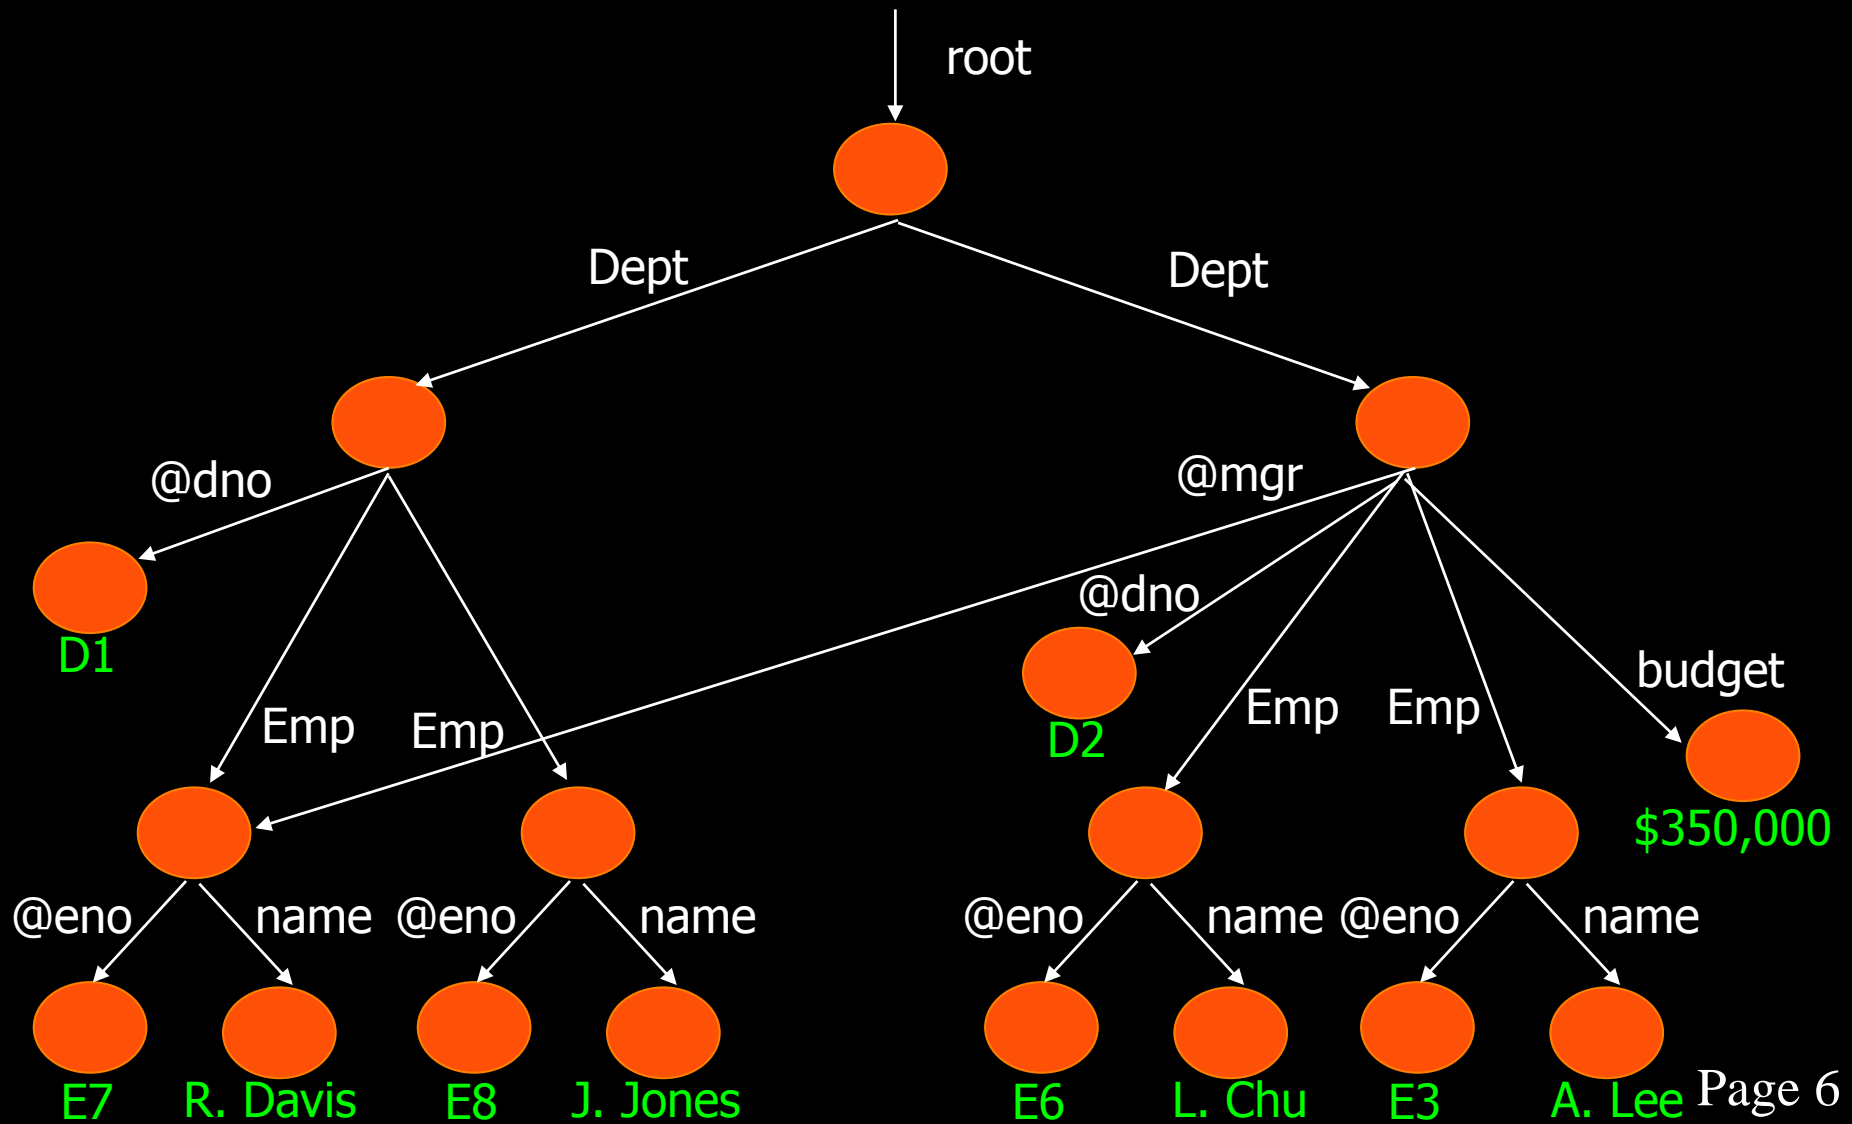 root
Dept
Dept
@dno
@mgr
@dno
D1
D2
Emp
Emp
Emp
Emp
budget
$350,000
@eno
name
@eno
name
@eno
name
@eno
name
E7
R. Davis
E8
J. Jones
E6
L. Chu
E3
A. Lee
Page 6